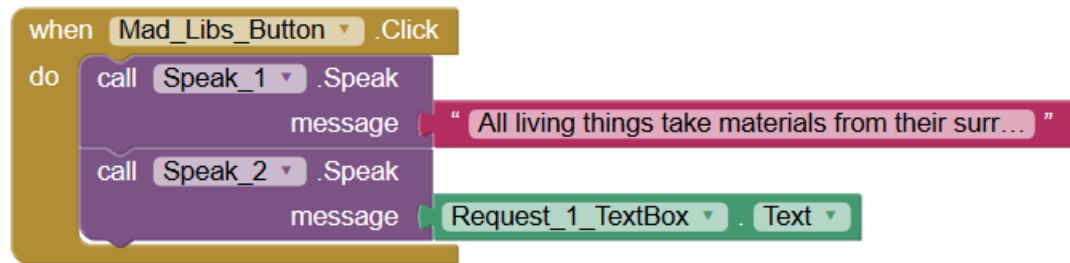 when Mad_Libs_Button .Click
do call Speak_1 .Speak
message " All living things take materials from their surr... "
call Speak_2 .Speak
message Request_1_TextBox . Text